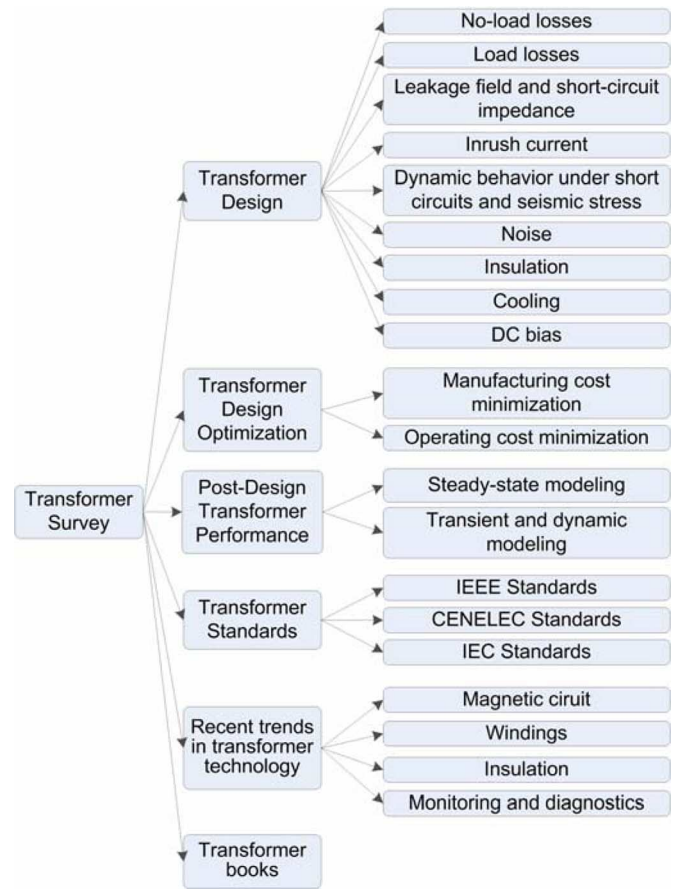 Transformer
Survey
Transformer
Design
No-load losses
Load losses
Leakage field and short-circuit
impedance
Inrush current
Dynamic behavior under short
circuits and seismic stress
Noise
Insulation
Cooling
DC bias
Transformer
Design
Optimization
Manufacturing cost
minimization
Operating cost minimization
Post-Design
Transformer
Performance
Steady-state modeling
Transient and dynamic
modeling
Transformer
Standards
IEEE Standards
CENELEC Standards
IEC Standards
Recent trends
in transformer
technology
Magnetic ciruit
Windings
Insulation
Monitoring and diagnostics
Transformer
books